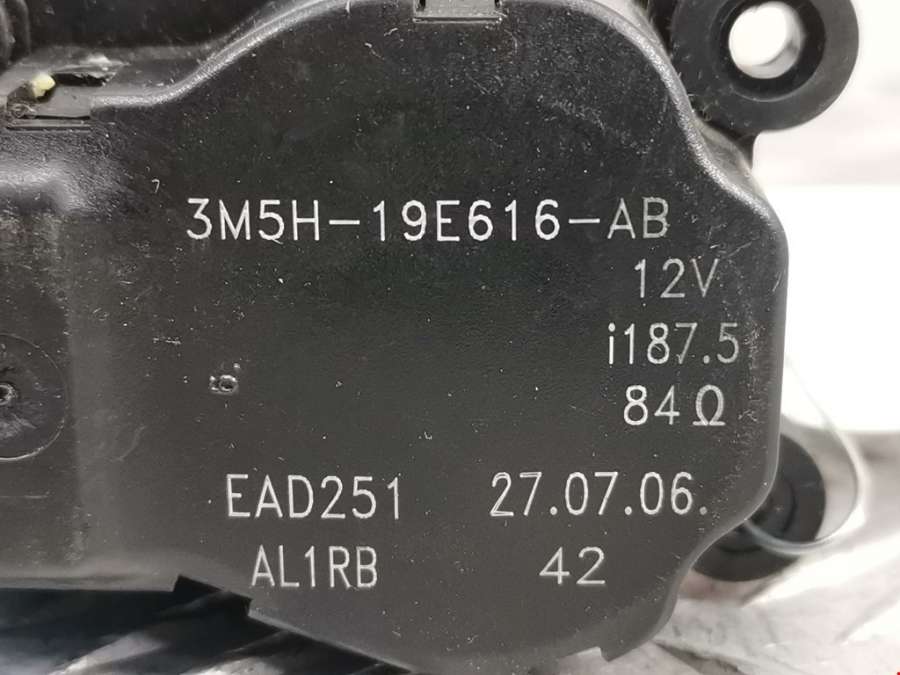 3M5H-19E616-AB
12V
i187.5
84Ω
EAD251 27.07.06.
AL1RB 42